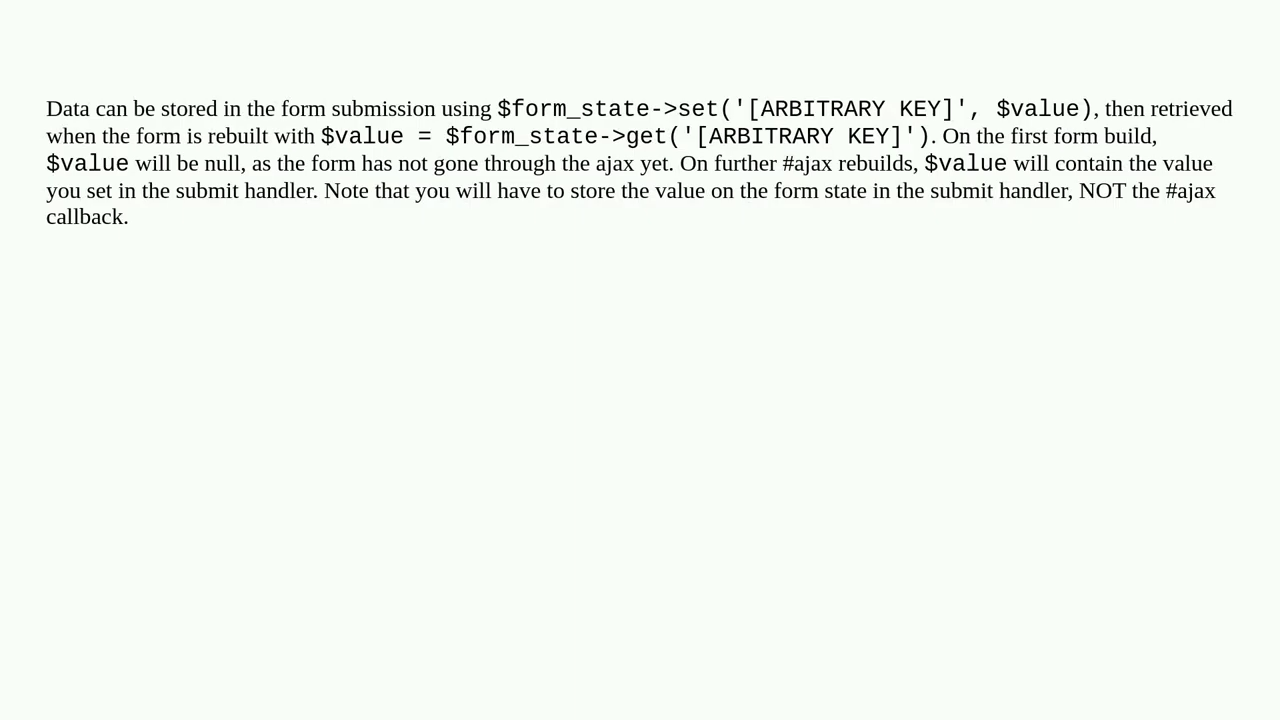 Data can be stored in the form submission using $form_state->set('[ARBITRARY KEY]', $value), then retrieved
when the form is rebuilt with $value = $form_state->get('[ARBITRARY KEY]'). On the first form build,
$value will be null, as the form has not gone through the ajax yet. On further #ajax rebuilds, $value will contain the value
you set in the submit handler. Note that you will have to store the value on the form state in the submit handler, NOT the #ajax
callback.